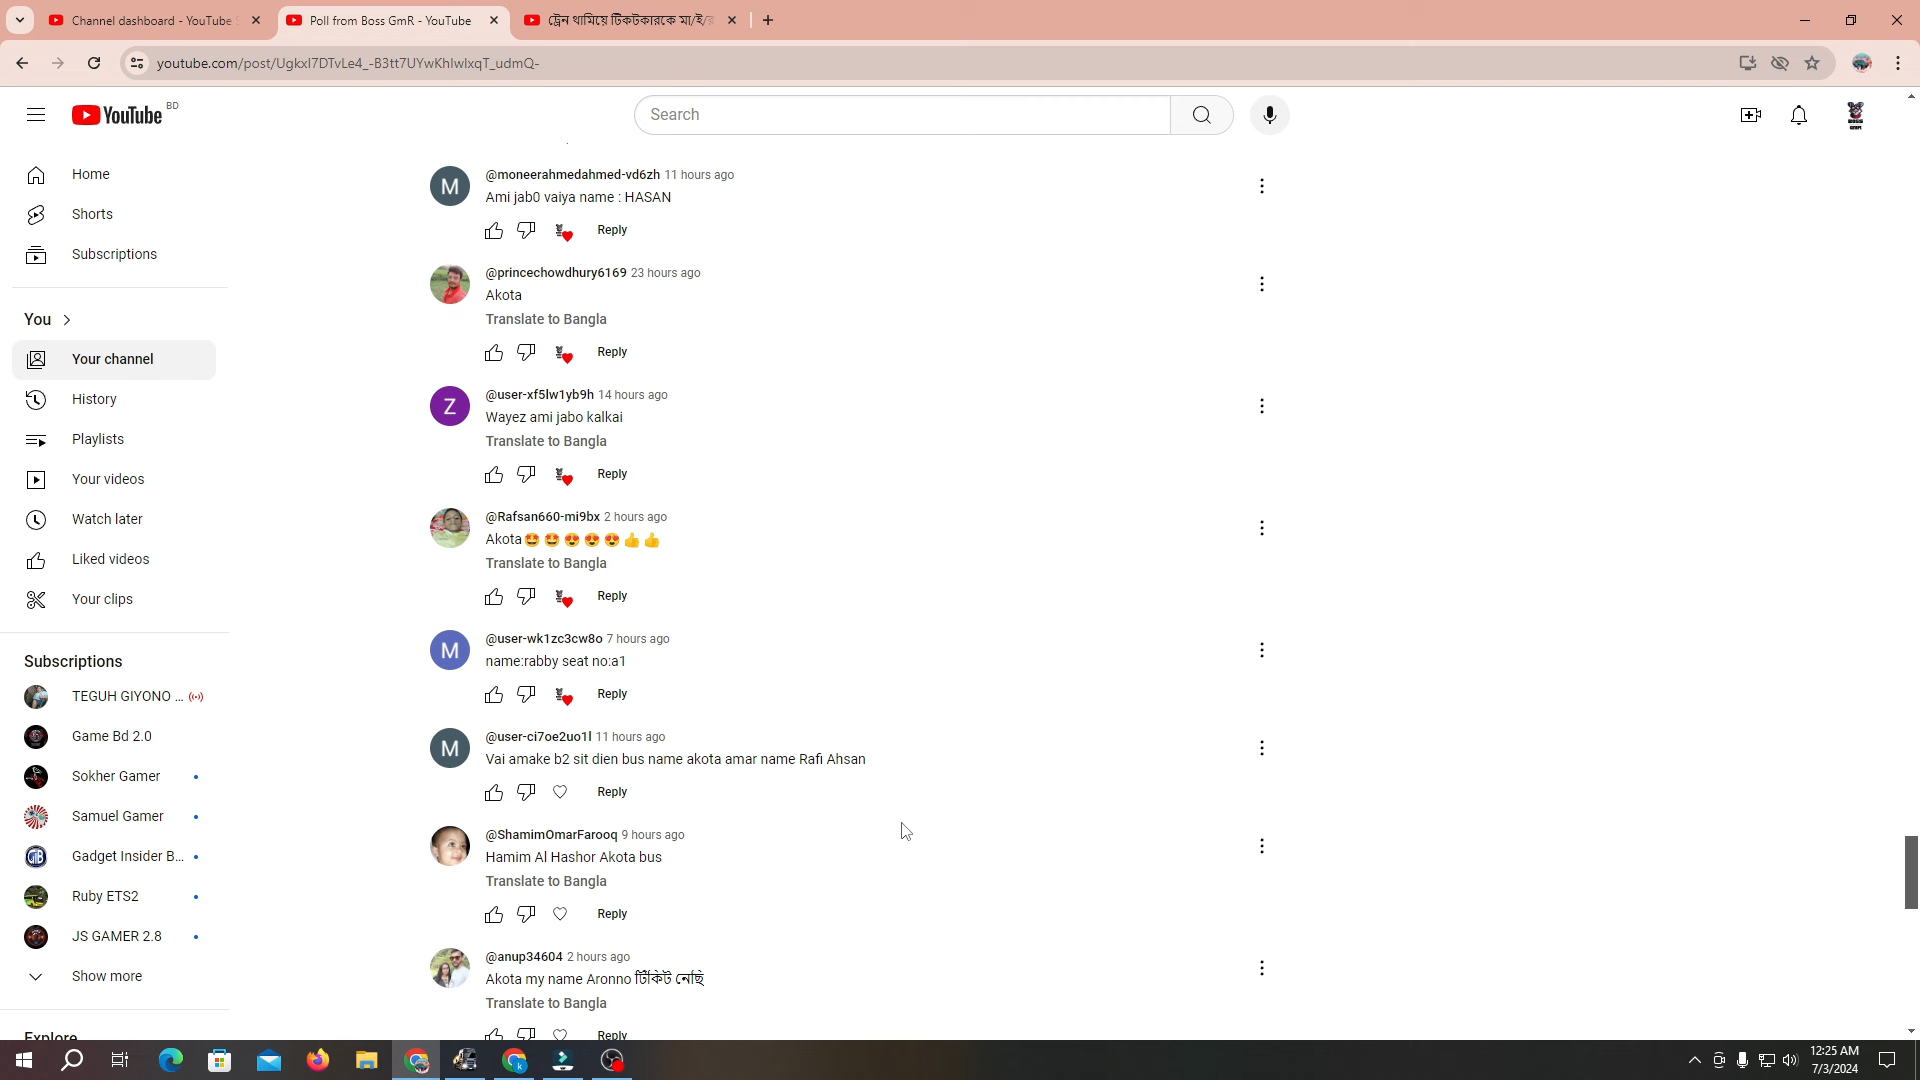 Channel dashboard - YouTube
Poll from Boss GmR - YouTube
ট্রেন থামিয়ে টিকটকারকে মা/ই/
youtube.com/post/UgkxI7DTvLe4_-B3tt7UYwKhIwIxqT_udmQ-
YouTube BD
Search
Home
Shorts
Subscriptions
You
Your channel
History
Playlists
Your videos
Watch later
Liked videos
Your clips
Subscriptions
TEGUH GIYONO ...
Game Bd 2.0
Sokher Gamer
Samuel Gamer
Gadget Insider B...
Ruby ETS2
JS GAMER 2.8
Show more
Explore
@moneerahmedahmed-vd6zh 11 hours ago
Ami jab0 vaiya name : HASAN
Reply
@princechowdhury6169 23 hours ago
Akota
Translate to Bangla
Reply
Z
@user-xf5lw1yb9h 14 hours ago
Wayez ami jabo kalkai
Translate to Bangla
Reply
@Rafsan660-mi9bx 2 hours ago
Akota🤩🤩😍😍😍👍👍
Translate to Bangla
Reply
M
@user-wk1zc3cw8o 7 hours ago
name:rabby seat no:a1
Reply
M
@user-ci7oe2uo1l 11 hours ago
Vai amake b2 sit dien bus name akota amar name Rafi Ahsan
Reply
@ShamimOmarFarooq 9 hours ago
Hamim Al Hashor Akota bus
Translate to Bangla
Reply
@anup34604 2 hours ago
Akota my name Aronno টিকিট নেছি
Translate to Bangla
Reply
12:25 AM
7/3/2024